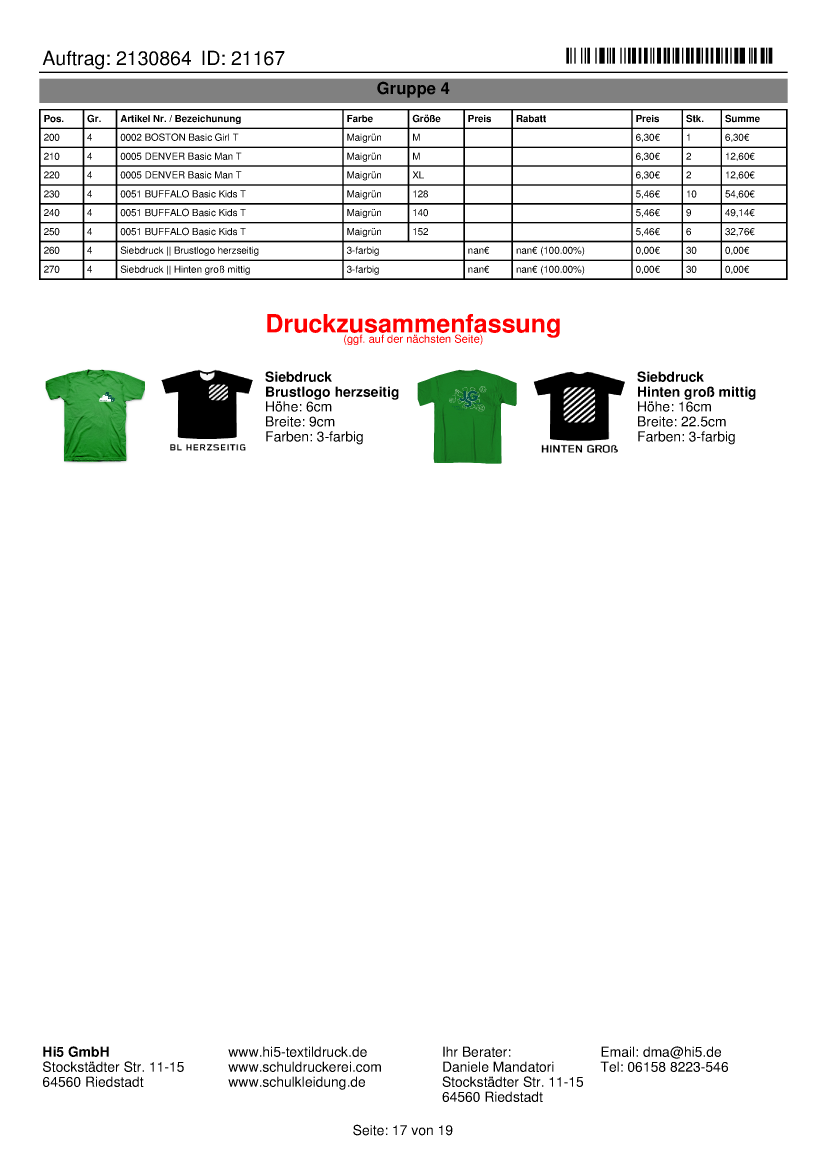 Auftrag: 2130864 ID: 21167
Gruppe 4
Pos. Gr. Artikel Nr. / Bezeichunung Farbe Größe Preis Rabatt Preis Stk. Summe
200 4 0002 BOSTON Basic Girl T Maigrün M 6,30€ 1 6,30€
210 4 0005 DENVER Basic Man T Maigrün M 6,30€ 2 12,60€
220 4 0005 DENVER Basic Man T Maigrün XL 6,30€ 2 12,60€
230 4 0051 BUFFALO Basic Kids T Maigrün 128 5,46€ 10 54,60€
240 4 0051 BUFFALO Basic Kids T Maigrün 140 5,46€ 9 49,14€
250 4 0051 BUFFALO Basic Kids T Maigrün 152 5,46€ 6 32,76€
260 4 Siebdruck || Brustlogo herzseitig 3-farbig nan€ nan€ (100.00%) 0,00€ 30 0,00€
270 4 Siebdruck || Hinten groß mittig 3-farbig nan€ nan€ (100.00%) 0,00€ 30 0,00€
Druckzusammenfassung
(ggf. auf der nächsten Seite)
Siebdruck
Brustlogo herzseitig
Höhe: 6cm
Breite: 9cm
Farben: 3-farbig
BL HERZSEITIG
Siebdruck
Hinten groß mittig
Höhe: 16cm
Breite: 22.5cm
Farben: 3-farbig
HINTEN GROß
Hi5 GmbH
Stockstädter Str. 11-15
64560 Riedstadt
www.hi5-textildruck.de
www.schuldruckerei.com
www.schulkleidung.de
Ihr Berater:
Daniele Mandatori
Stockstädter Str. 11-15
64560 Riedstadt
Email: dma@hi5.de
Tel: 06158 8223-546
Seite: 17 von 19